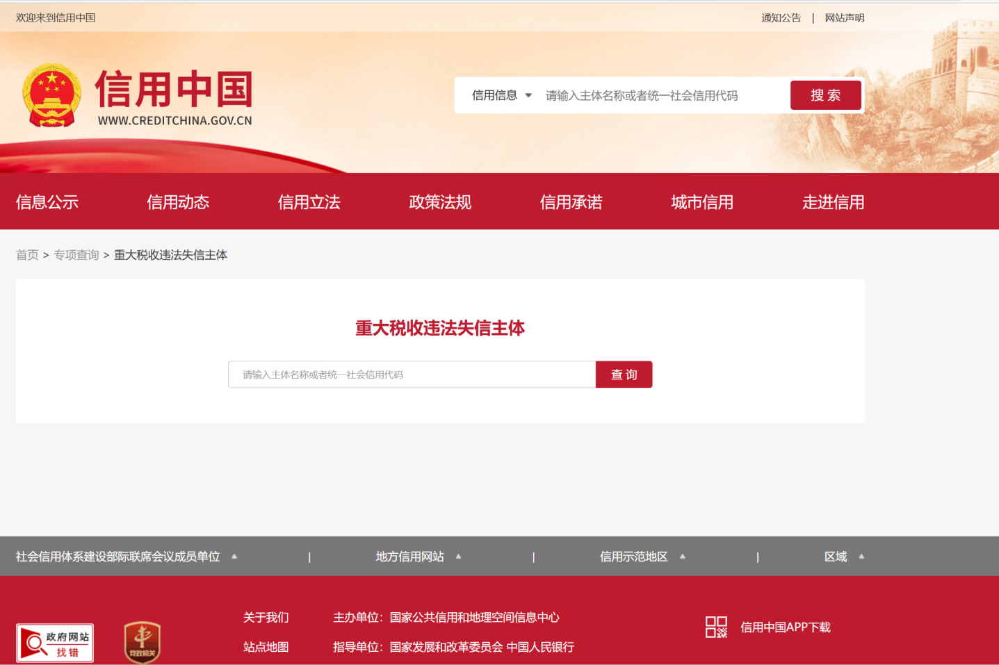 欢迎来到信用中国
通知公告 | 网站声明
信用中国
WWW.CREDITCHINA.GOV.CN
信用信息 请输入主体名称或者统一社会信用代码 搜 索
信息公示 信用动态 信用立法 政策法规 信用承诺 城市信用 走进信用
首页 > 专项查询 > 重大税收违法失信主体
重大税收违法失信主体
请输入主体名称或者统一社会信用代码 查 询
社会信用体系建设部际联席会议成员单位 | 地方信用网站 | 信用示范地区 | 区域
政府网站
找错
党政机关
关于我们 主办单位：国家公共信用和地理空间信息中心
站点地图 指导单位：国家发展和改革委员会 中国人民银行
信用中国APP下载